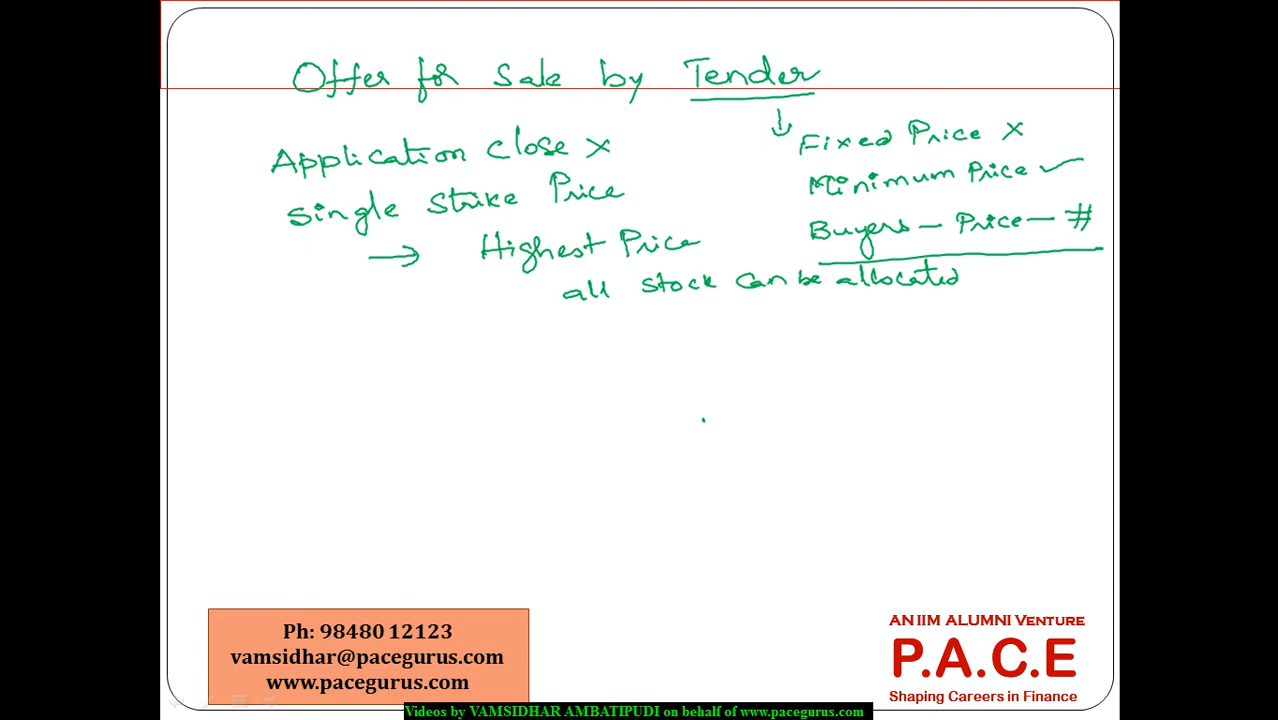 Offer for Sale by Tender
Application Close x
Single Strike Price
→ Highest Price
all stock can be allocated
↓ Fixed Price x
Minimum Price ✓
Buyers – Price – #
Ph: 98480 12123
vamsidhar@pacegurus.com
www.pacegurus.com
AN IIM ALUMNI VENTURE
P.A.C.E
Shaping Careers in Finance
Videos by VAMSIDHAR AMBATIPUDI on behalf of www.pacegurus.com